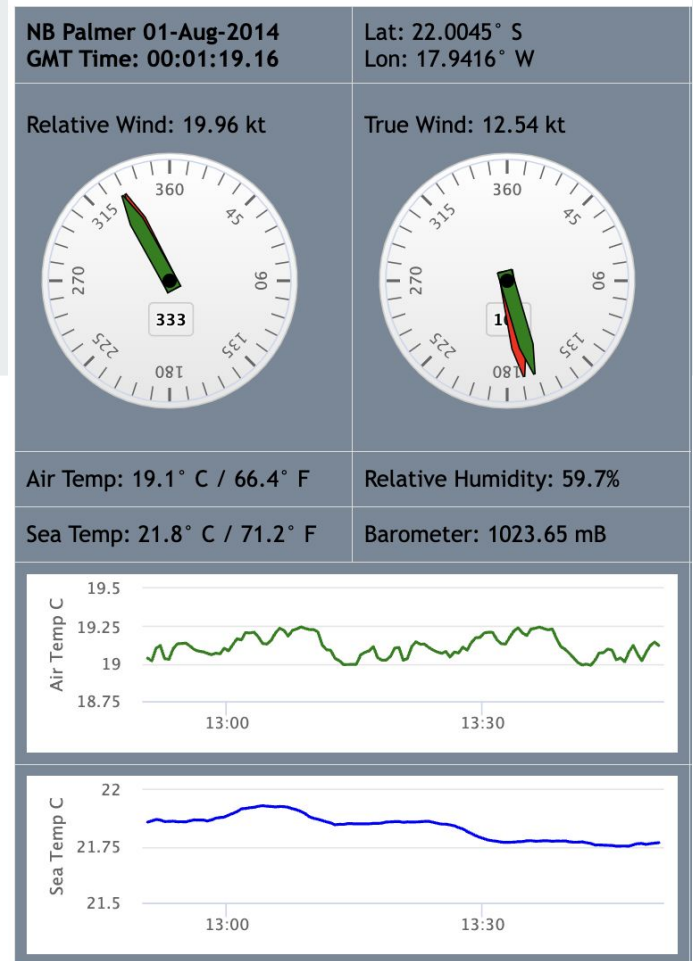 NB Palmer 01-Aug-2014
GMT Time: 00:01:19.16
Lat: 22.0045° S
Lon: 17.9416° W
Relative Wind: 19.96 kt
True Wind: 12.54 kt
360
45
90
135
180
225
270
315
333
360
45
90
135
180
225
270
315
Air Temp: 19.1° C / 66.4° F
Relative Humidity: 59.7%
Sea Temp: 21.8° C / 71.2° F
Barometer: 1023.65 mB
Air Temp C
19.5
19.25
19
18.75
13:00
13:30
Sea Temp C
22
21.75
21.5
13:00
13:30